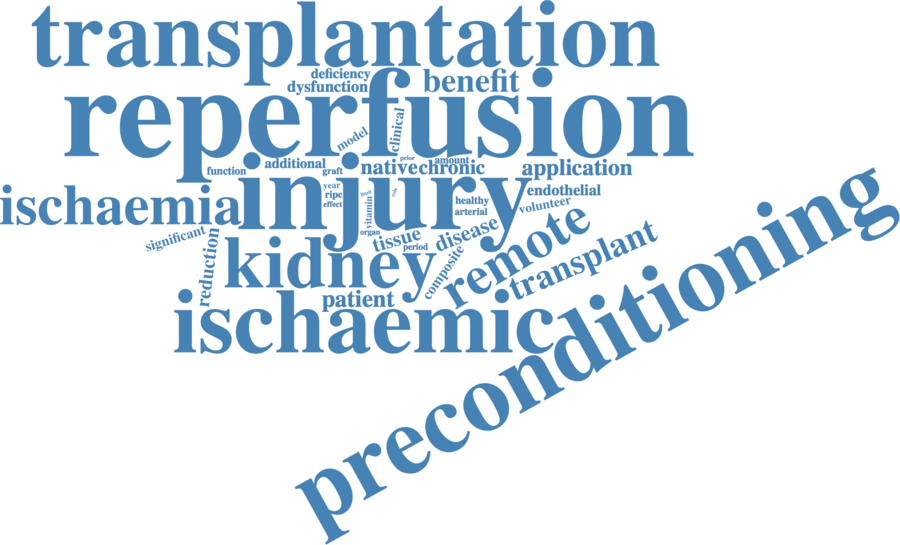 transplantation
deficiency
dysfunction
benefit
reperfusion
model
clinical
function
additional
graft
prior
amount
native
chronic
application
injury
year
ripc
effect
vitamin
organ
healthy
arterial
endothelial
volunteer
ischaemia
significant
reduction
tissue
period
disease
composite
kidney
remote
transplant
patient
ischaemic
preconditioning